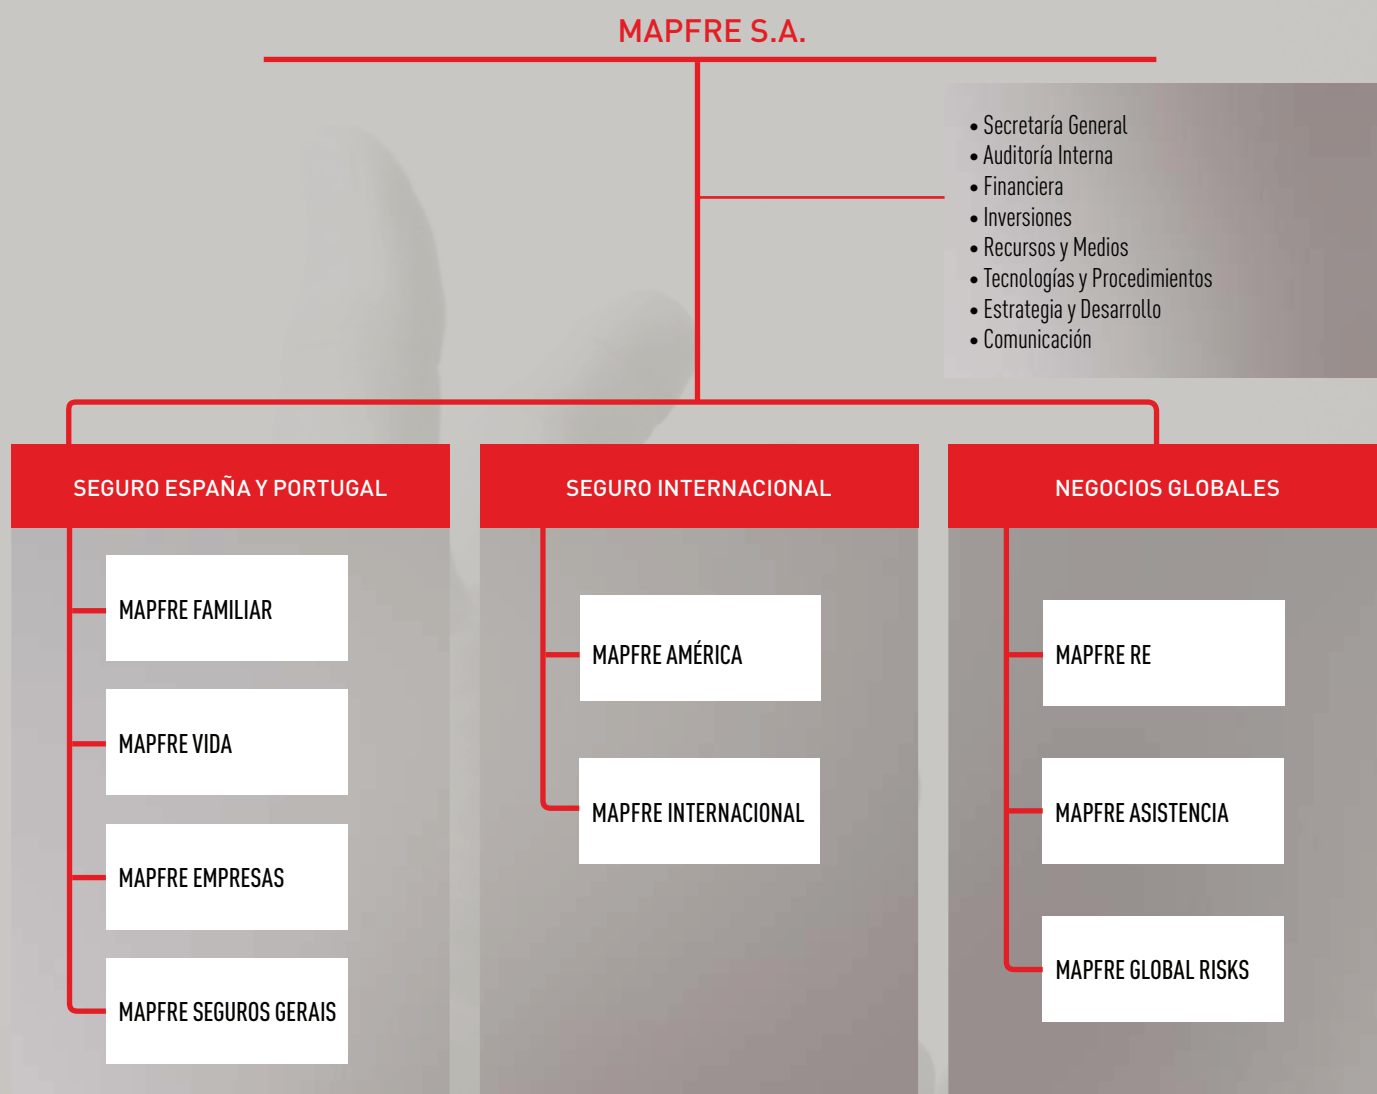 MAPFRE S.A.
• Secretaría General
• Auditoría Interna
• Financiera
• Inversiones
• Recursos y Medios
• Tecnologías y Procedimientos
• Estrategia y Desarrollo
• Comunicación
SEGURO ESPAÑA Y PORTUGAL
MAPFRE FAMILIAR
MAPFRE VIDA
MAPFRE EMPRESAS
MAPFRE SEGUROS GERAIS
SEGURO INTERNACIONAL
MAPFRE AMÉRICA
MAPFRE INTERNACIONAL
NEGOCIOS GLOBALES
MAPFRE RE
MAPFRE ASISTENCIA
MAPFRE GLOBAL RISKS